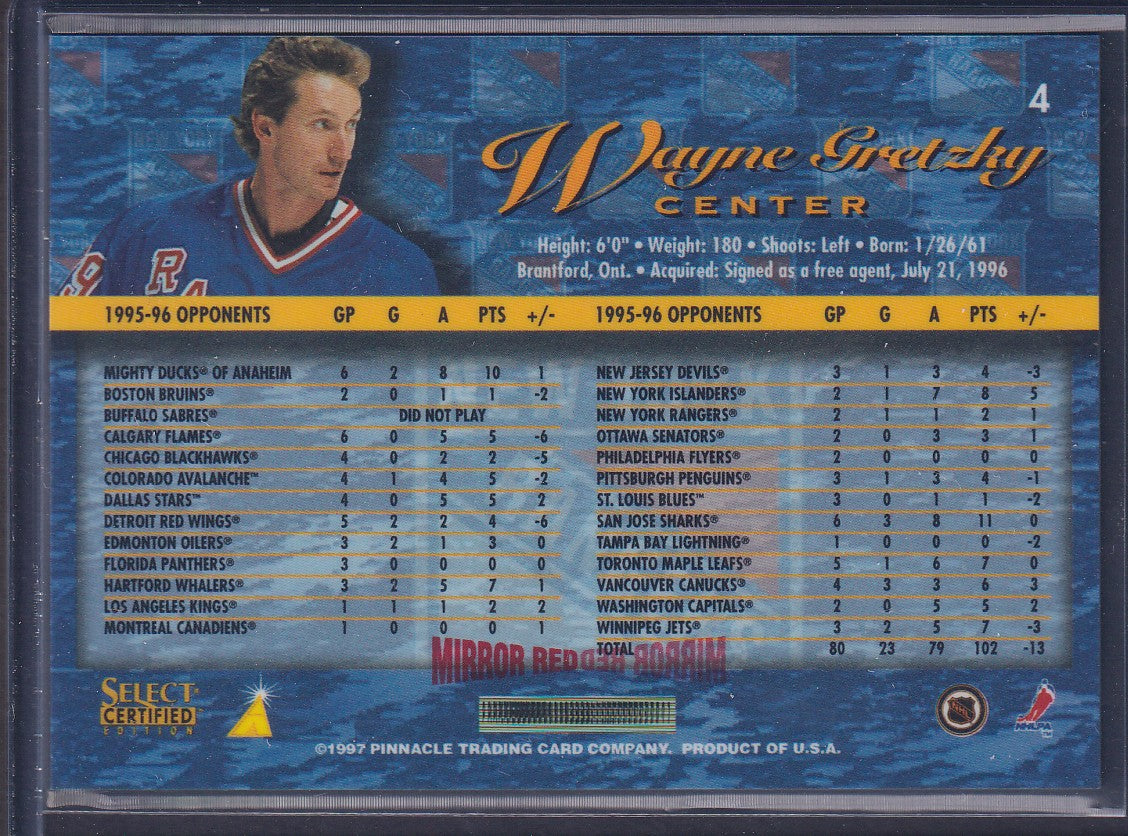 4
Wayne Gretzky
CENTER
Height: 6'0" • Weight: 180 • Shoots: Left • Born: 1/26/61
Brantford, Ont. • Acquired: Signed as a free agent, July 21, 1996
9 RA
1995-96 OPPONENTS GP G A PTS +/-
MIGHTY DUCKS® OF ANAHEIM 6 2 8 10 1
BOSTON BRUINS® 2 0 1 1 -2
BUFFALO SABRES® DID NOT PLAY
CALGARY FLAMES® 6 0 5 5 -6
CHICAGO BLACKHAWKS® 4 0 2 2 -5
COLORADO AVALANCHE™ 4 1 4 5 -2
DALLAS STARS™ 4 0 5 5 2
DETROIT RED WINGS® 5 2 2 4 -6
EDMONTON OILERS® 3 2 1 3 0
FLORIDA PANTHERS® 3 0 0 0 0
HARTFORD WHALERS® 3 2 5 7 1
LOS ANGELES KINGS® 1 1 1 2 2
MONTREAL CANADIENS® 1 0 0 0 1
1995-96 OPPONENTS GP G A PTS +/-
NEW JERSEY DEVILS® 3 1 3 4 -3
NEW YORK ISLANDERS® 2 1 7 8 5
NEW YORK RANGERS® 2 1 1 2 1
OTTAWA SENATORS® 2 0 3 3 1
PHILADELPHIA FLYERS® 2 0 0 0 0
PITTSBURGH PENGUINS® 3 1 3 4 -1
ST. LOUIS BLUES™ 3 0 1 1 -2
SAN JOSE SHARKS® 6 3 8 11 0
TAMPA BAY LIGHTNING® 1 0 0 0 -2
TORONTO MAPLE LEAFS® 5 1 6 7 0
VANCOUVER CANUCKS® 4 3 3 6 3
WASHINGTON CAPITALS® 2 0 5 5 2
WINNIPEG JETS® 3 2 5 7 -3
TOTAL 80 23 79 102 -13
MIRROR RED RED MIRROR
SELECT
CERTIFIED
EDITION
NHL
NHLPA
©1997 PINNACLE TRADING CARD COMPANY. PRODUCT OF U.S.A.